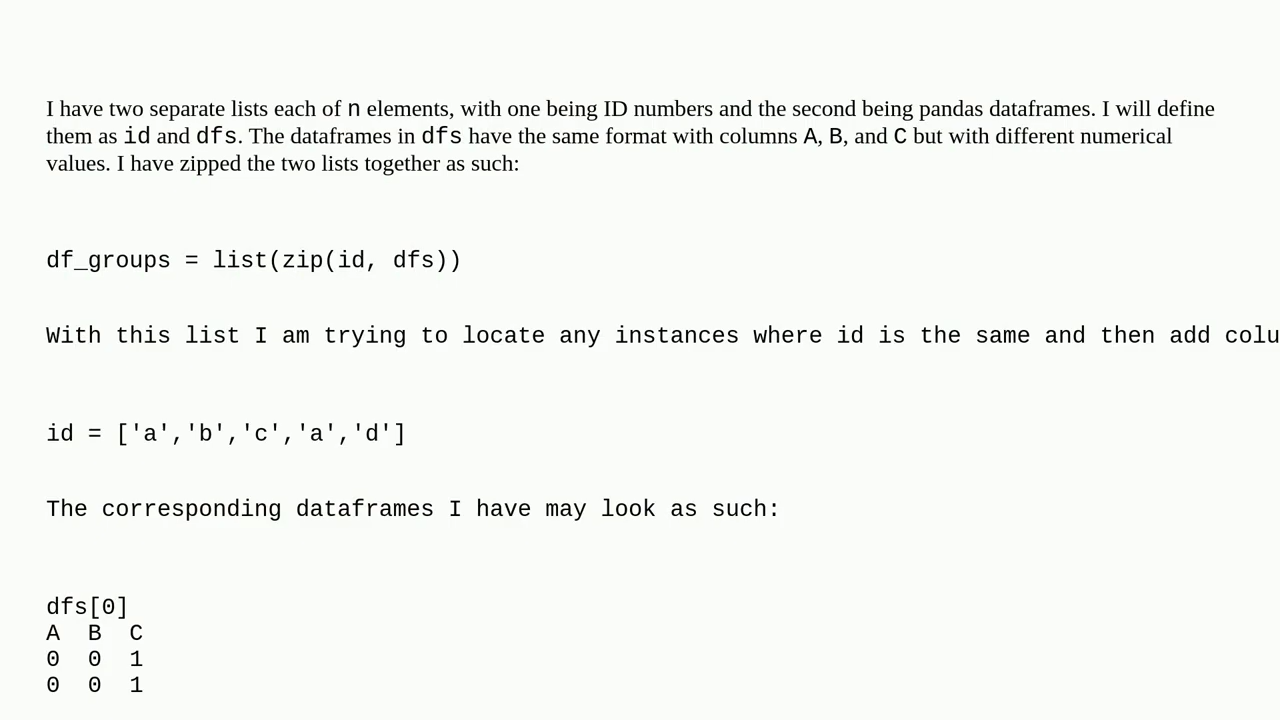 I have two separate lists each of n elements, with one being ID numbers and the second being pandas dataframes. I will define
them as id and dfs. The dataframes in dfs have the same format with columns A, B, and C but with different numerical
values. I have zipped the two lists together as such:
df_groups = list(zip(id, dfs))
With this list I am trying to locate any instances where id is the same and then add colu
id = ['a','b','c','a','d']
The corresponding dataframes I have may look as such:
dfs[0]
A  B  C
0  0  1
0  0  1